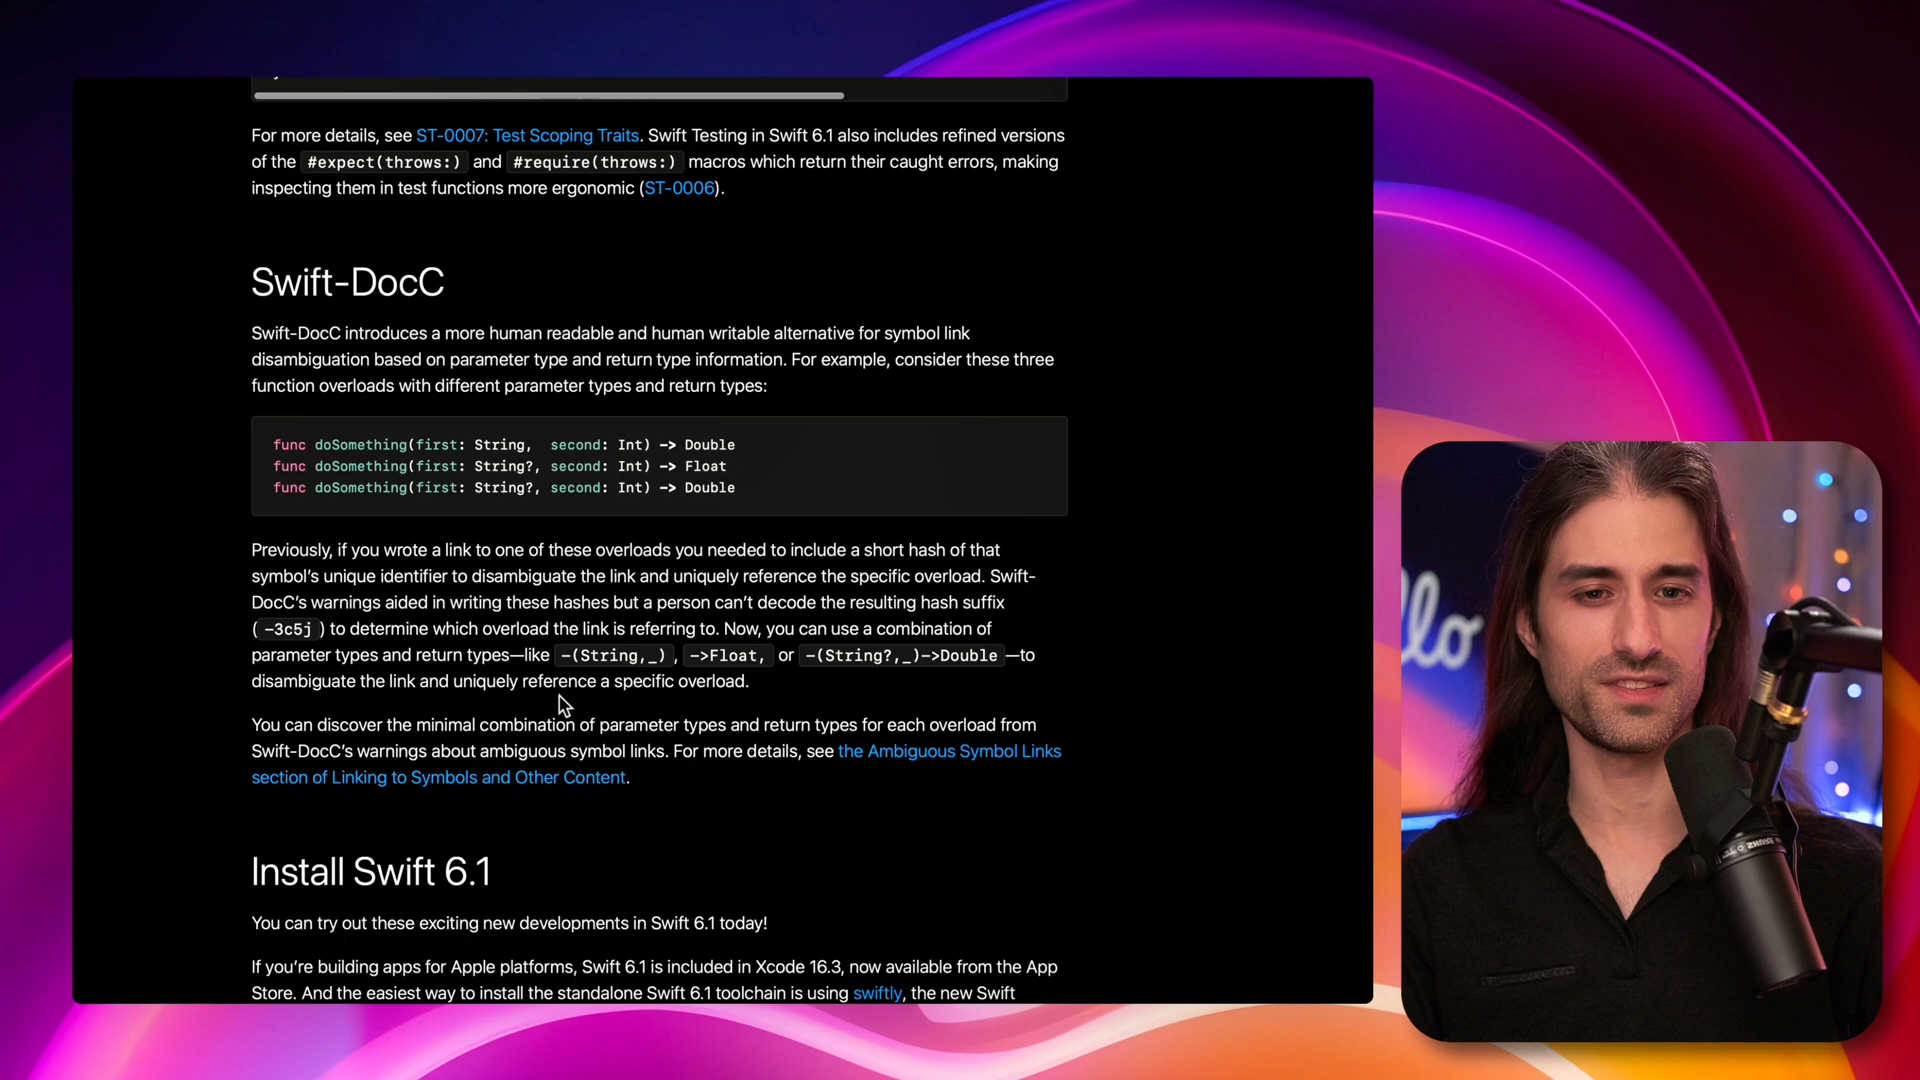 For more details, see ST-0007: Test Scoping Traits. Swift Testing in Swift 6.1 also includes refined versions
of the #expect(throws:) and #require(throws:) macros which return their caught errors, making
inspecting them in test functions more ergonomic (ST-0006).
Swift-DocC
Swift-DocC introduces a more human readable and human writable alternative for symbol link
disambiguation based on parameter type and return type information. For example, consider these three
function overloads with different parameter types and return types:
func doSomething(first: String,  second: Int) -> Double
func doSomething(first: String?, second: Int) -> Float
func doSomething(first: String?, second: Int) -> Double
Previously, if you wrote a link to one of these overloads you needed to include a short hash of that
symbol’s unique identifier to disambiguate the link and uniquely reference the specific overload. Swift-
DocC’s warnings aided in writing these hashes but a person can’t decode the resulting hash suffix
(-3c5j) to determine which overload the link is referring to. Now, you can use a combination of
parameter types and return types—like -(String,_), ->Float, or -(String?,_)->Double—to
disambiguate the link and uniquely reference a specific overload.
You can discover the minimal combination of parameter types and return types for each overload from
Swift-DocC’s warnings about ambiguous symbol links. For more details, see the Ambiguous Symbol Links
section of Linking to Symbols and Other Content.
Install Swift 6.1
You can try out these exciting new developments in Swift 6.1 today!
If you’re building apps for Apple platforms, Swift 6.1 is included in Xcode 16.3, now available from the App
Store. And the easiest way to install the standalone Swift 6.1 toolchain is using swiftly, the new Swift
SHURE